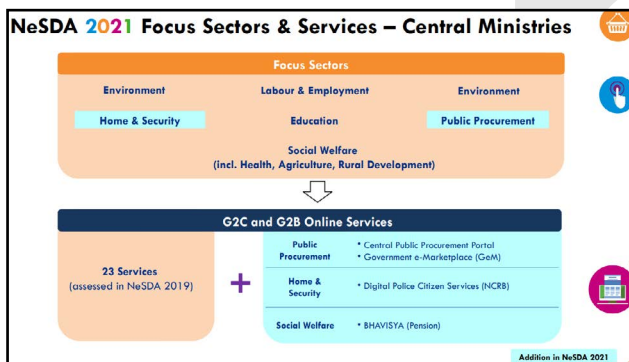 NeSDA 2021 Focus Sectors & Services – Central Ministries
Focus Sectors
Environment
Labour & Employment
Environment
Home & Security
Education
Public Procurement
Social Welfare
(incl. Health, Agriculture, Rural Development)
G2C and G2B Online Services
23 Services
(assessed in NeSDA 2019)
+
Public
Procurement
• Central Public Procurement Portal
• Government e-Marketplace (GeM)
Home &
Security
• Digital Police Citizen Services (NCRB)
Social Welfare
• BHAVISYA (Pension)
Addition in NeSDA 2021